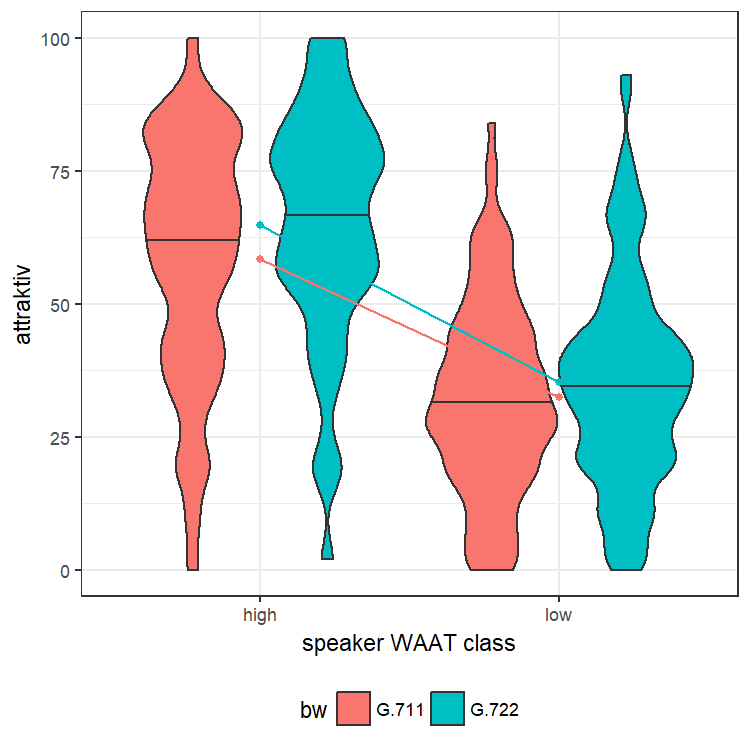 100
75
50
25
0
attraktiv
high low
speaker WAAT class
bw G.711 G.722